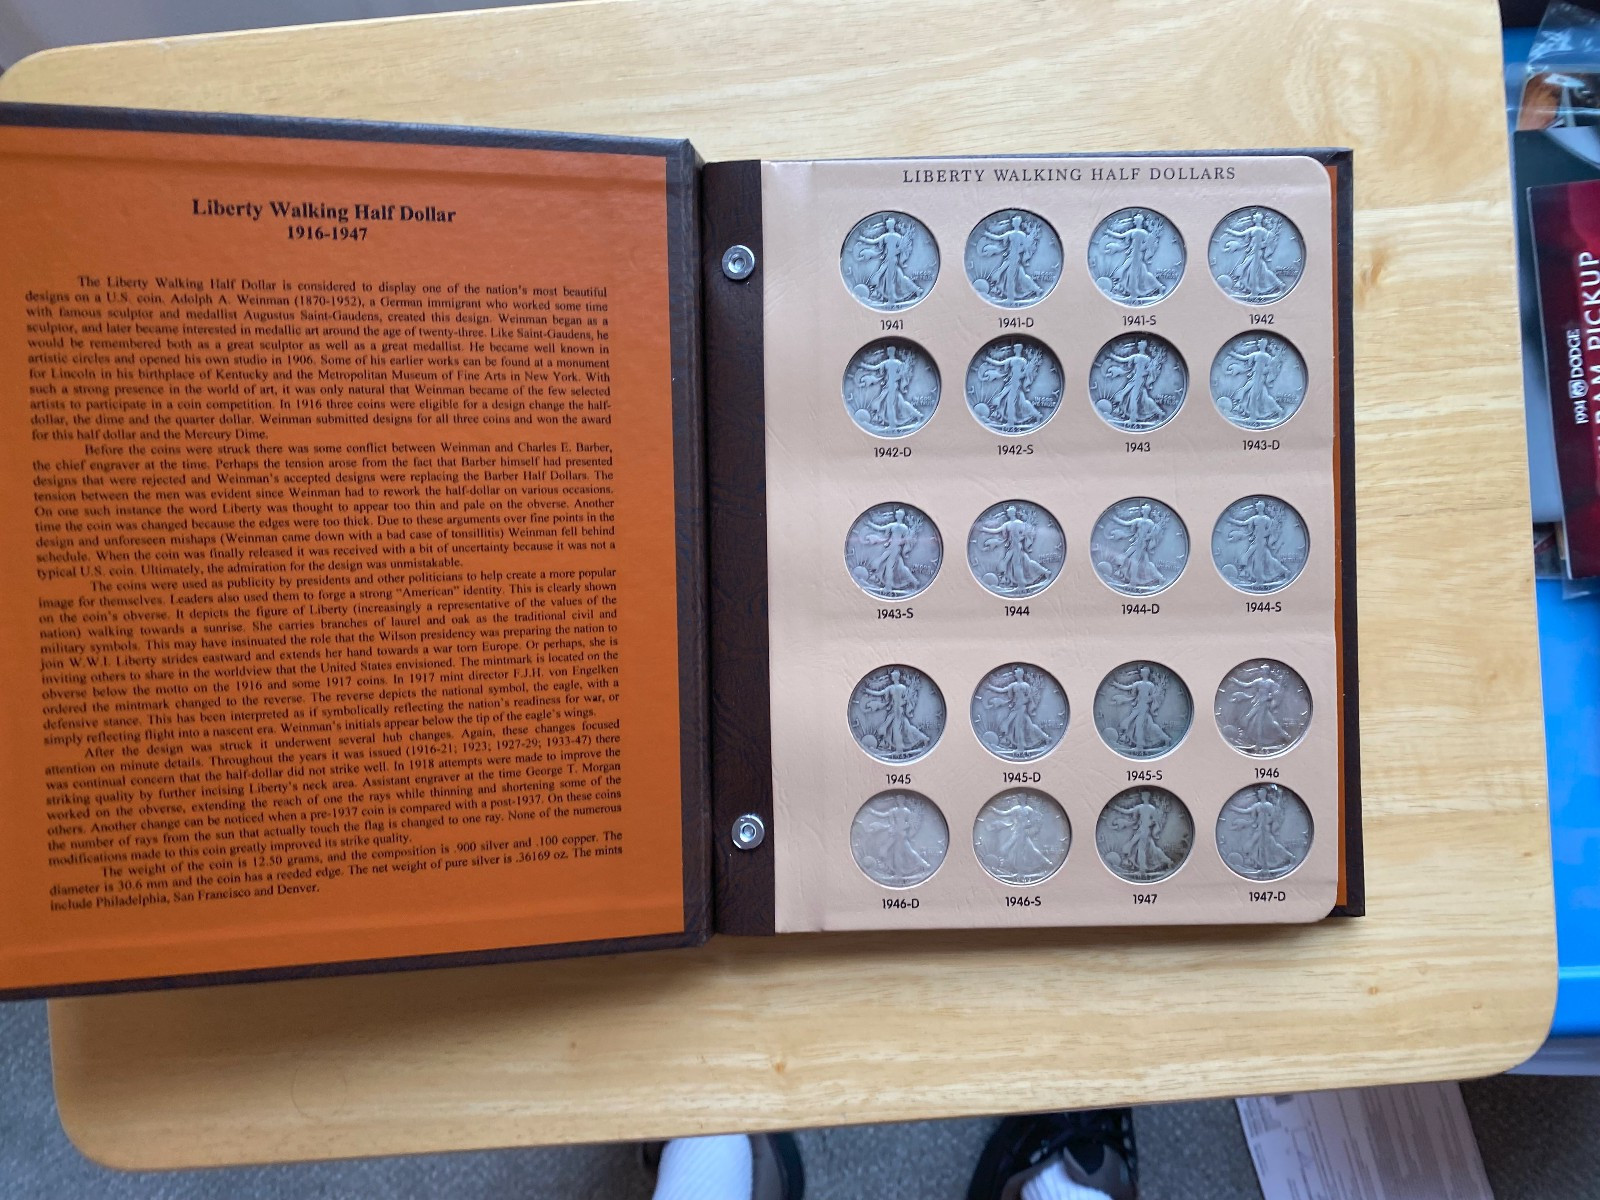 Liberty Walking Half Dollar
1916-1947
The Liberty Walking Half Dollar is considered to display one of the nation's most beautiful
designs on a U.S. coin. Adolph A. Weinman (1870-1952), a German immigrant who worked some time
with famous sculptor and medallist Augustus Saint-Gaudens, created this design. Weinman began as a
sculptor, and later became interested in medallic art around the age of twenty-three. Like Saint-Gaudens, he
would be remembered both as a great sculptor as well as a great medallist. He became well known in
artistic circles and opened his own studio in 1906. Some of his earlier works can be found at a monument
for Lincoln in his birthplace of Kentucky and the Metropolitan Museum of Fine Arts in New York. With
such a strong presence in the world of art, it was only natural that Weinman became of the few selected
artists to participate in a coin competition. In 1916 three coins were eligible for a design change the half-
dollar, the dime and the quarter dollar. Weinman submitted designs for all three coins and won the award
for this half dollar and the Mercury Dime.
Before the coins were struck there was some conflict between Weinman and Charles E. Barber,
the chief engraver at the time. Perhaps the tension arose from the fact that Barber himself had presented
designs that were rejected and Weinman's accepted designs were replacing the Barber Half Dollars. The
tension between the men was evident since Weinman had to rework the half-dollar on various occasions.
On one such instance the word Liberty was thought to appear too thin and pale on the obverse. Another
time the coin was changed because the edges were too thick. Due to these arguments over fine points in the
design and unforeseen mishaps (Weinman came down with a bad case of tonsillitis) Weinman fell behind
schedule. When the coin was finally released it was received with a bit of uncertainty because it was not a
typical U.S. coin. Ultimately, the admiration for the design was unmistakable.
The coins were used as publicity by presidents and other politicians to help create a more popular
image for themselves. Leaders also used them to forge a strong "American" identity. This is clearly shown
on the coin's obverse. It depicts the figure of Liberty (increasingly a representative of the values of the
nation) walking towards a sunrise. She carries branches of laurel and oak as the traditional civil and
military symbols. This may have insinuated the role that the Wilson presidency was preparing the nation to
join W.W.I. Liberty strides eastward and extends her hand towards a war torn Europe. Or perhaps, she is
inviting others to share in the worldview that the United States envisioned. The mintmark is located on the
obverse below the motto on the 1916 and some 1917 coins. In 1917 mint director F.J.H. von Engelken
ordered the mintmark changed to the reverse. The reverse depicts the national symbol, the eagle, with a
defensive stance. This has been interpreted as if symbolically reflecting the nation's readiness for war, or
simply reflecting flight into a nascent era. Weinman's initials appear below the tip of the eagle's wings.
After the design was struck it underwent several hub changes. Again, these changes focused
attention on minute details. Throughout the years it was issued (1916-21; 1923; 1927-29; 1933-47) there
was continual concern that the half-dollar did not strike well. In 1918 attempts were made to improve the
striking quality by further incising Liberty's neck area. Assistant engraver at the time George T. Morgan
worked on the obverse, extending the reach of one the rays while thinning and shortening some of the
others. Another change can be noticed when a pre-1937 coin is compared with a post-1937. On these coins
the number of rays from the sun that actually touch the flag is changed to one ray. None of the numerous
modifications made to this coin greatly improved its strike quality.
The weight of the coin is 12.50 grams, and the composition is .900 silver and .100 copper. The
diameter is 30.6 mm and the coin has a reeded edge. The net weight of pure silver is .36169 oz. The mints
include Philadelphia, San Francisco and Denver.
LIBERTY WALKING HALF DOLLARS
1941 1941-D 1941-S 1942
1942-D 1942-S 1943 1943-D
1943-S 1944 1944-D 1944-S
1945 1945-D 1945-S 1946
1946-D 1946-S 1947 1947-D
1994 DODGE
RAM PICKUP